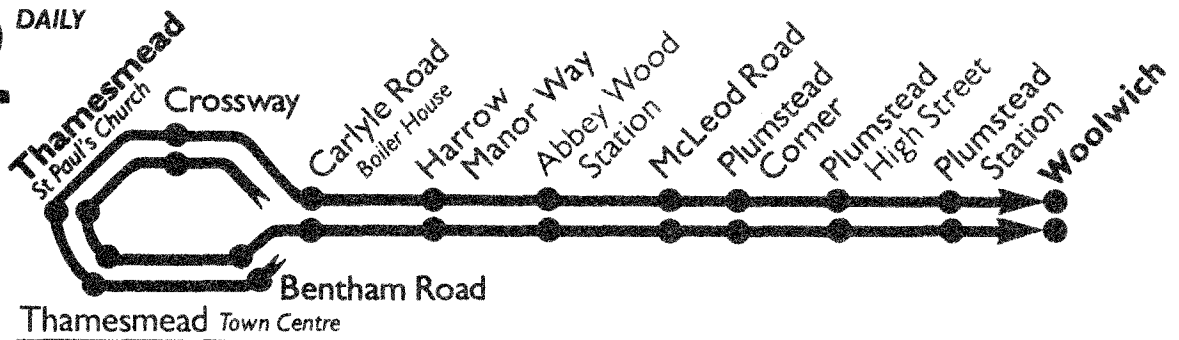 DAILY
Thamesmead
St Paul's Church
Crossway
Carlyle Road
Boiler House
Harrow
Manor Way
Abbey Wood
Station
McLeod Road
Plumstead
Corner
Plumstead
High Street
Plumstead
Station
Woolwich
Bentham Road
Thamesmead Town Centre